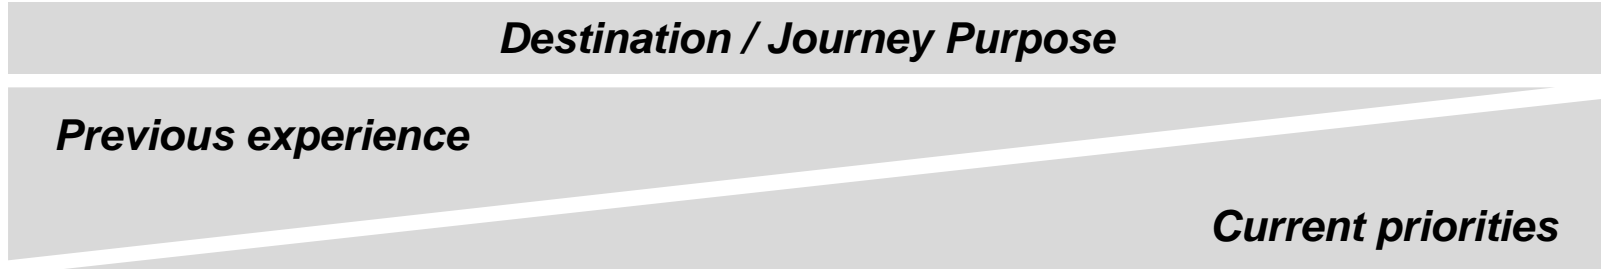 Destination / Journey Purpose
Previous experience
Current priorities